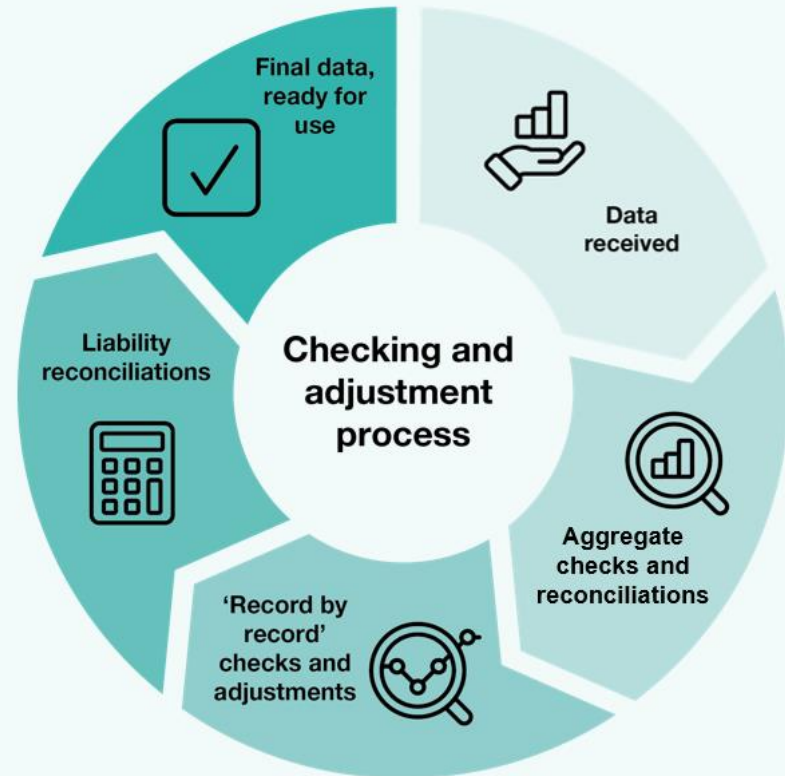 Checking and
adjustment
process
Data
received
Aggregate
checks and
reconciliations
‘Record by
record’
checks and
adjustments
Liability
reconciliations
Final data,
ready for
use